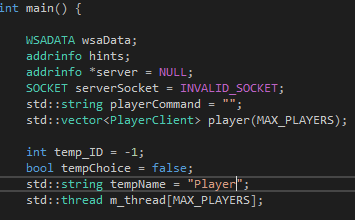 int main() {
WSADATA wsaData;
addrinfo hints;
addrinfo *server = NULL;
SOCKET serverSocket = INVALID_SOCKET;
std::string playerCommand = "";
std::vector<PlayerClient> player(MAX_PLAYERS);
int temp_ID = -1;
bool tempChoice = false;
std::string tempName = "Player";
std::thread m_thread[MAX_PLAYERS];